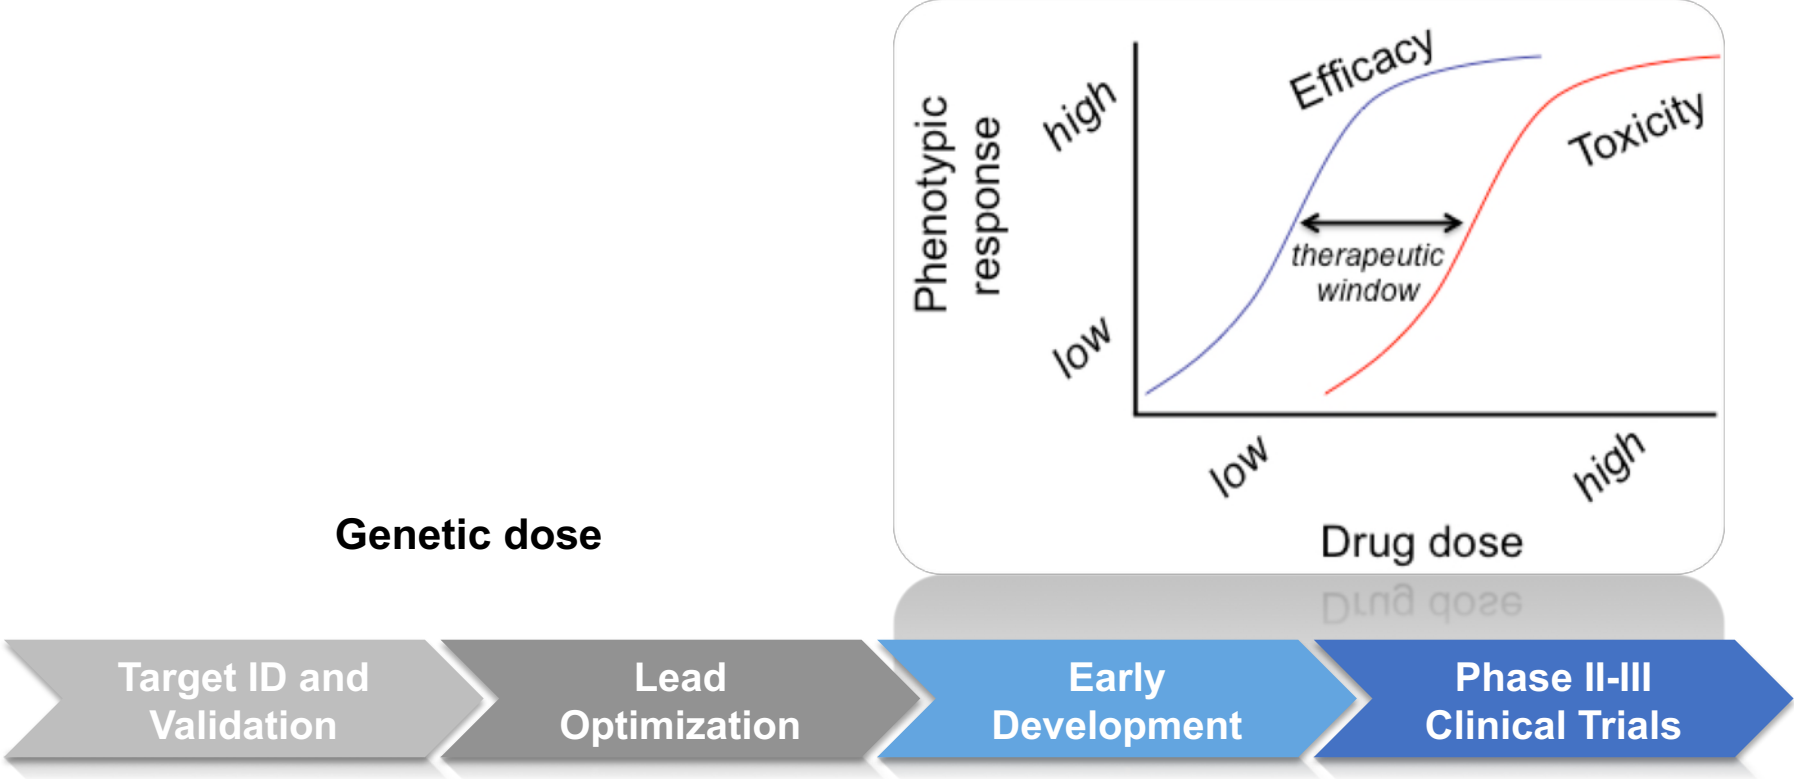 Efficacy
Toxicity
Phenotypic
response
high
low
therapeutic
window
low
high
Drug dose
Genetic dose
Drug dose
Target ID and
Validation
Lead
Optimization
Early
Development
Phase II-III
Clinical Trials